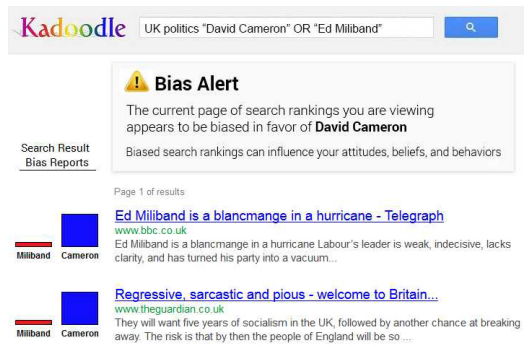 Kadoodle
UK politics “David Cameron” OR “Ed Miliband”
Bias Alert
The current page of search rankings you are viewing
appears to be biased in favor of David Cameron
Biased search rankings can influence your attitudes, beliefs, and behaviors
Search Result
Bias Reports
Page 1 of results
Ed Miliband is a blancmange in a hurricane - Telegraph
www.bbc.co.uk
Ed Miliband is a blancmange in a hurricane Labour’s leader is weak, indecisive, lacks
clarity, and has turned his party into a vacuum...
Miliband Cameron
Regressive, sarcastic and pious - welcome to Britain...
www.theguardian.co.uk
They will want five years of socialism in the UK, followed by another chance at breaking
away. The risk is that by then the people of England will be so ...
Miliband Cameron